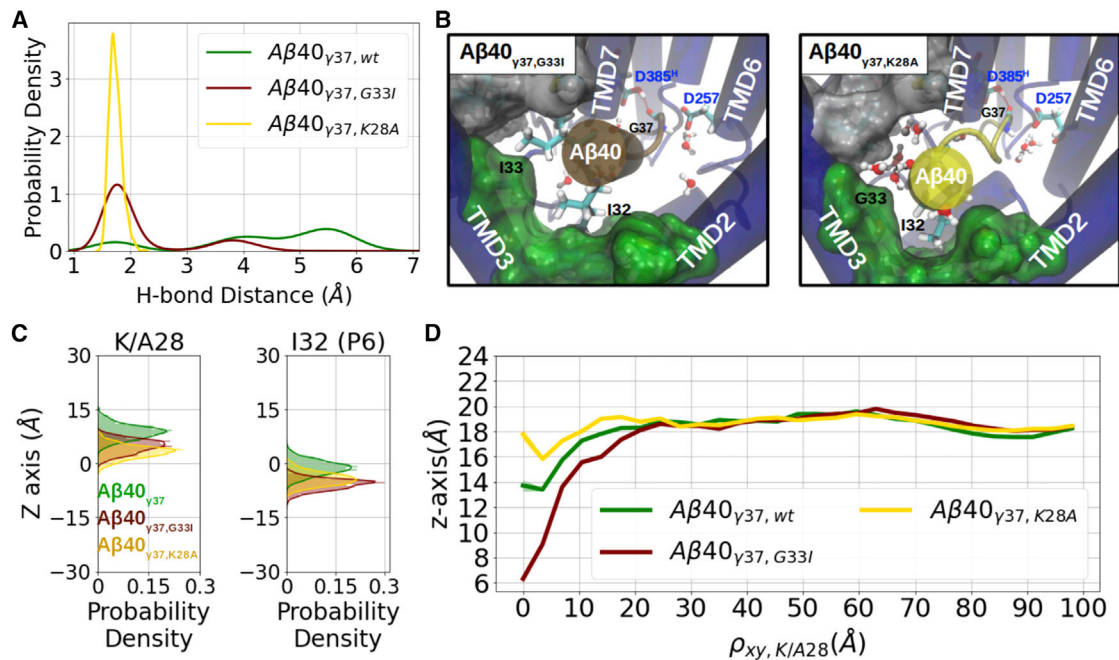 A
Probability Density
3
2
1
0
1 2 3 4 5 6 7
H-bond Distance (Å)
Aβ40γ37, wt
Aβ40γ37, G33I
Aβ40γ37, K28A
B
Aβ40γ37,G33I
TMD7
TMD6
D385H
D257
G37
Aβ40
I33
I32
TMD3
TMD2
Aβ40γ37,K28A
TMD7
TMD6
D385H
D257
G37
Aβ40
G33
I32
TMD3
TMD2
C
K/A28
Z axis (Å)
30
15
0
−15
−30
Aβ40γ37
Aβ40γ37,G33I
Aβ40γ37,K28A
0 0.15 0.3
Probability
Density
I32 (P6)
30
15
0
−15
−30
0 0.15 0.3
Probability
Density
D
z-axis(Å)
24
22
20
18
16
14
12
10
8
6
Aβ40γ37, wt
Aβ40γ37, G33I
Aβ40γ37, K28A
0 10 20 30 40 50 60 70 80 90 100
ρxy, K/A28(Å)